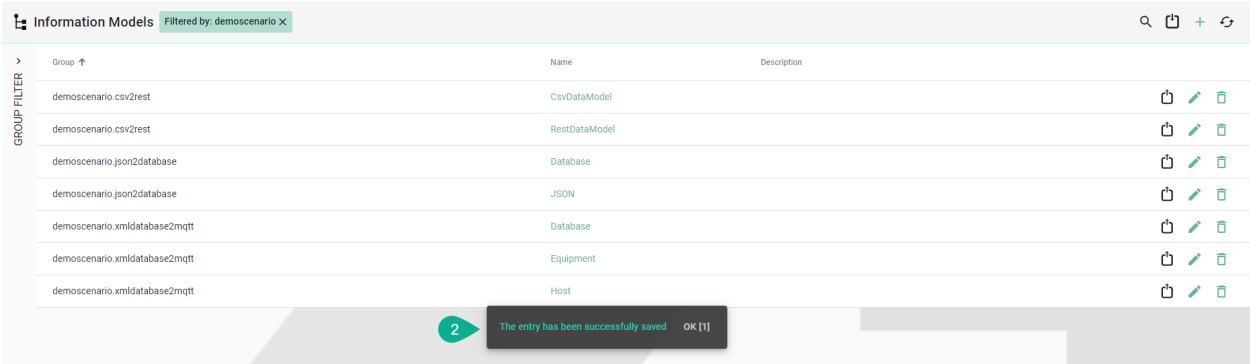 Information Models Filtered by: demoscenario ×
GROUP FILTER
Group Name Description
demoscenario.csv2rest CsvDataModel
demoscenario.csv2rest RestDataModel
demoscenario.json2database Database
demoscenario.json2database JSON
demoscenario.xmldatabase2mqtt Database
demoscenario.xmldatabase2mqtt Equipment
demoscenario.xmldatabase2mqtt Host
2 The entry has been successfully saved OK [1]